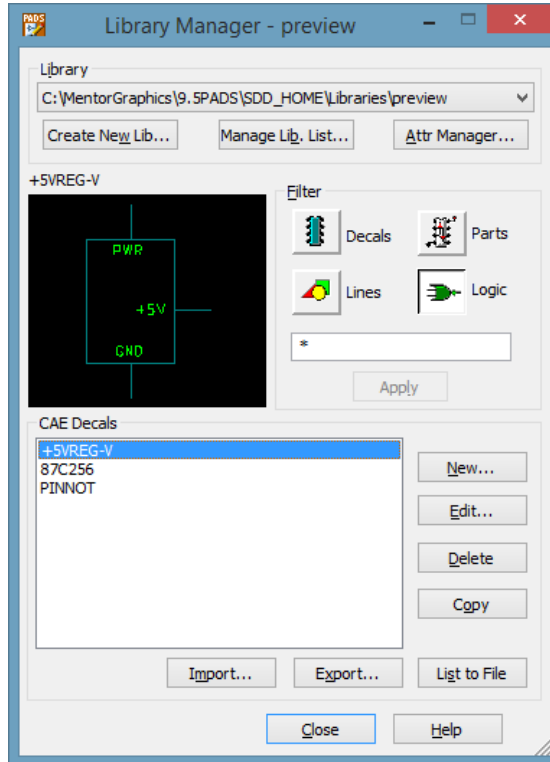 PADS
Library Manager - preview
Library
C:\MentorGraphics\9.5PADS\SDD_HOME\Libraries\preview
Create New Lib... Manage Lib. List... Attr Manager...
+5VREG-V
Filter
PWR
+5V
GND
Decals Parts
Lines Logic
*
Apply
CAE Decals
+5VREG-V
87C256
PINNOT
New...
Edit...
Delete
Copy
Import... Export... List to File
Close Help